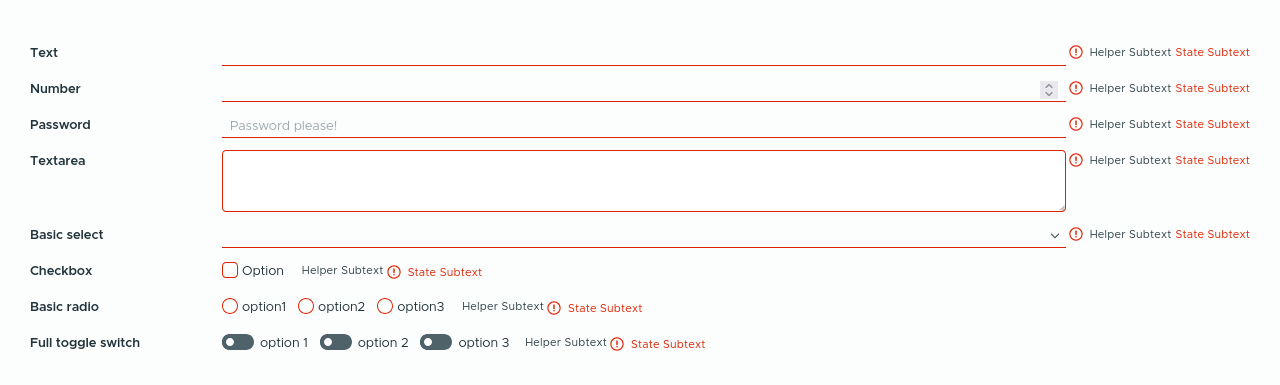 Text Helper Subtext State Subtext
Number Helper Subtext State Subtext
Password Password please! Helper Subtext State Subtext
Textarea Helper Subtext State Subtext
Basic select Helper Subtext State Subtext
Checkbox Option Helper Subtext State Subtext
Basic radio option1 option2 option3 Helper Subtext State Subtext
Full toggle switch option 1 option 2 option 3 Helper Subtext State Subtext